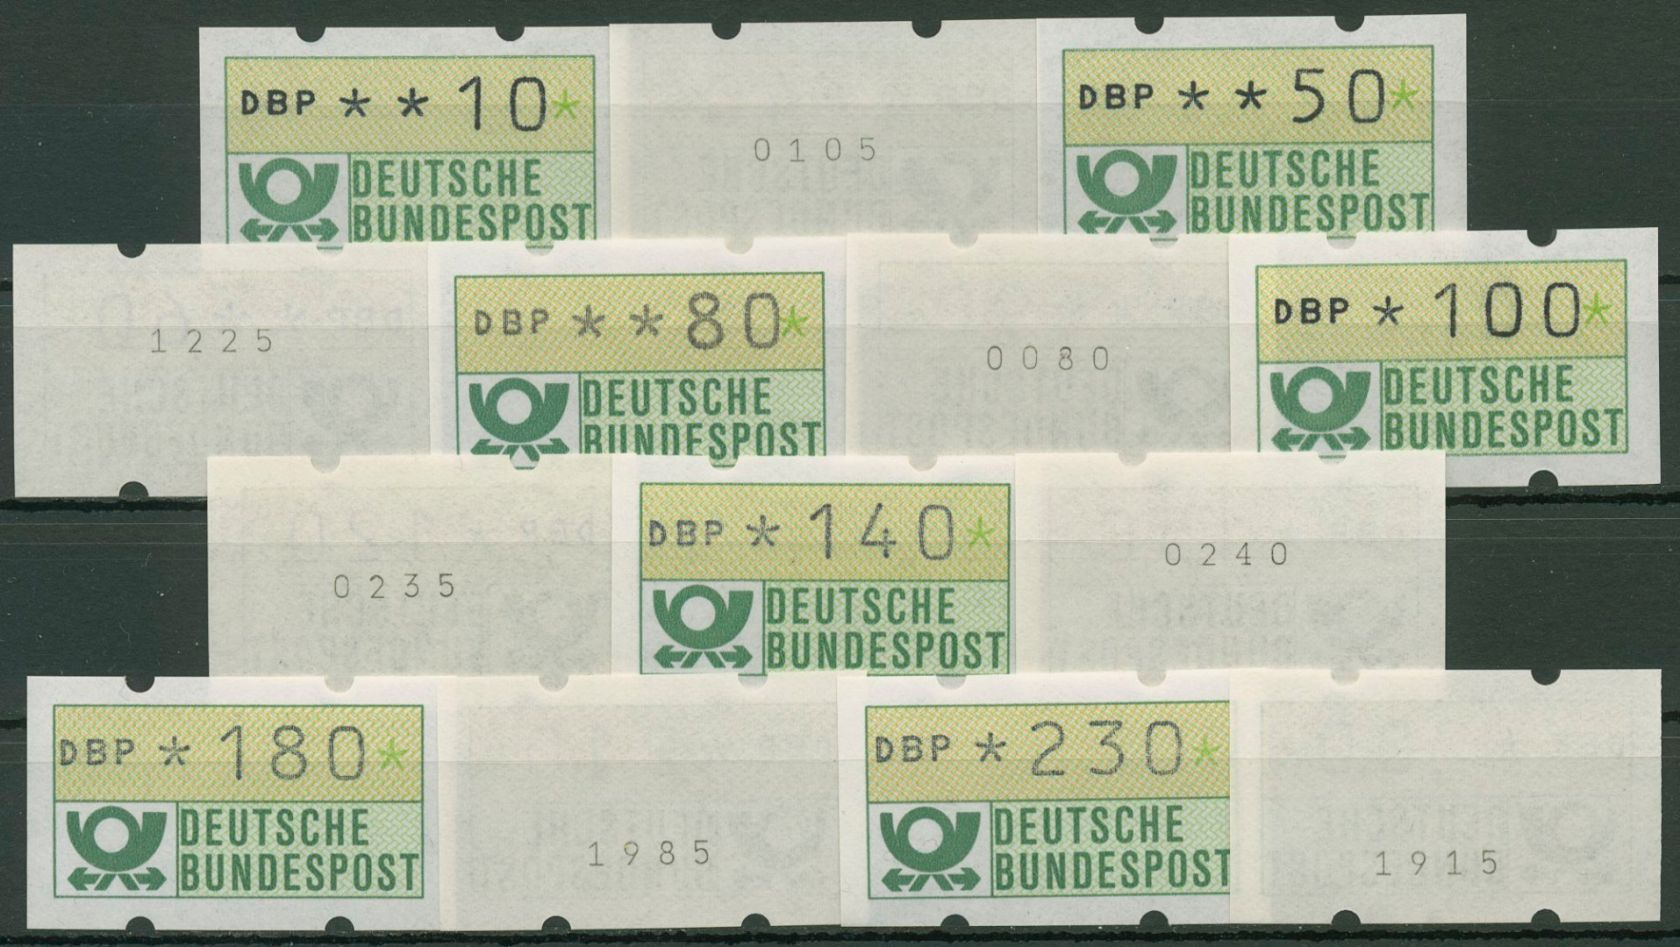 DBP **10*
DEUTSCHE
BUNDESPOST
0105
DBP **50*
DEUTSCHE
BUNDESPOST
1225
DBP **80*
DEUTSCHE
BUNDESPOST
0080
DBP *100*
DEUTSCHE
BUNDESPOST
0235
DBP *140*
DEUTSCHE
BUNDESPOST
0240
DBP *180*
DEUTSCHE
BUNDESPOST
1985
DBP *230*
DEUTSCHE
BUNDESPOST
1915